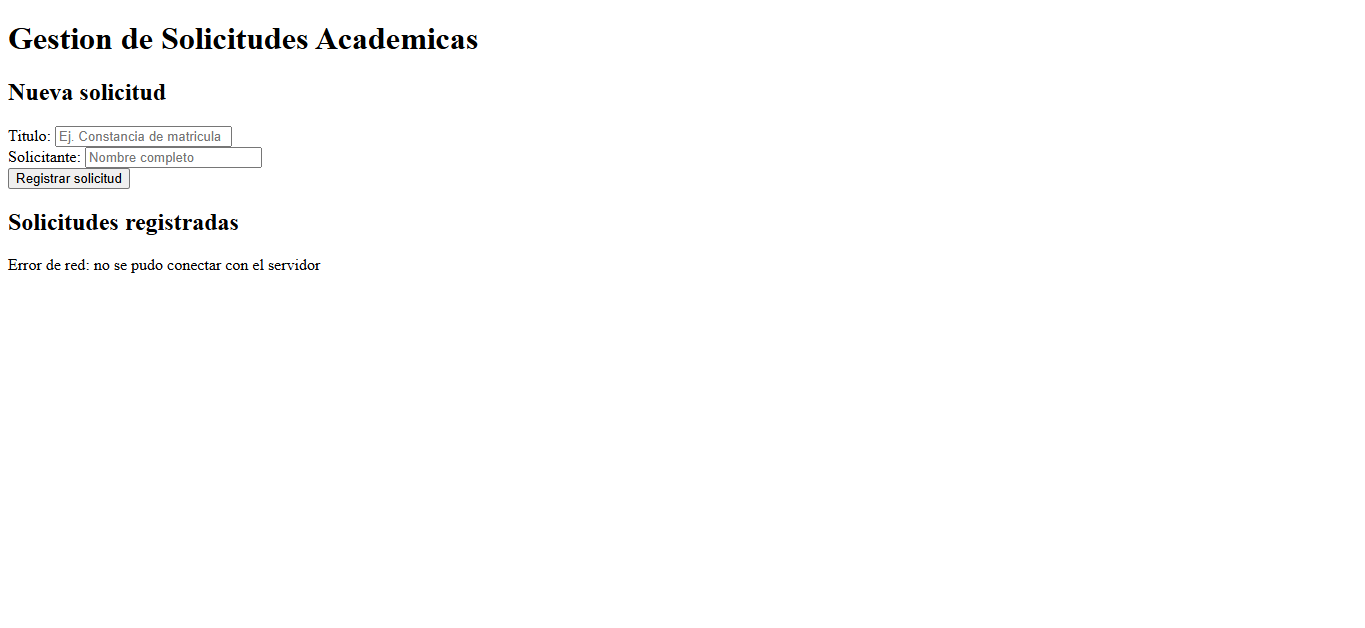 Gestion de Solicitudes Academicas
Nueva solicitud
Titulo: Ej. Constancia de matricula
Solicitante: Nombre completo
Registrar solicitud
Solicitudes registradas
Error de red: no se pudo conectar con el servidor